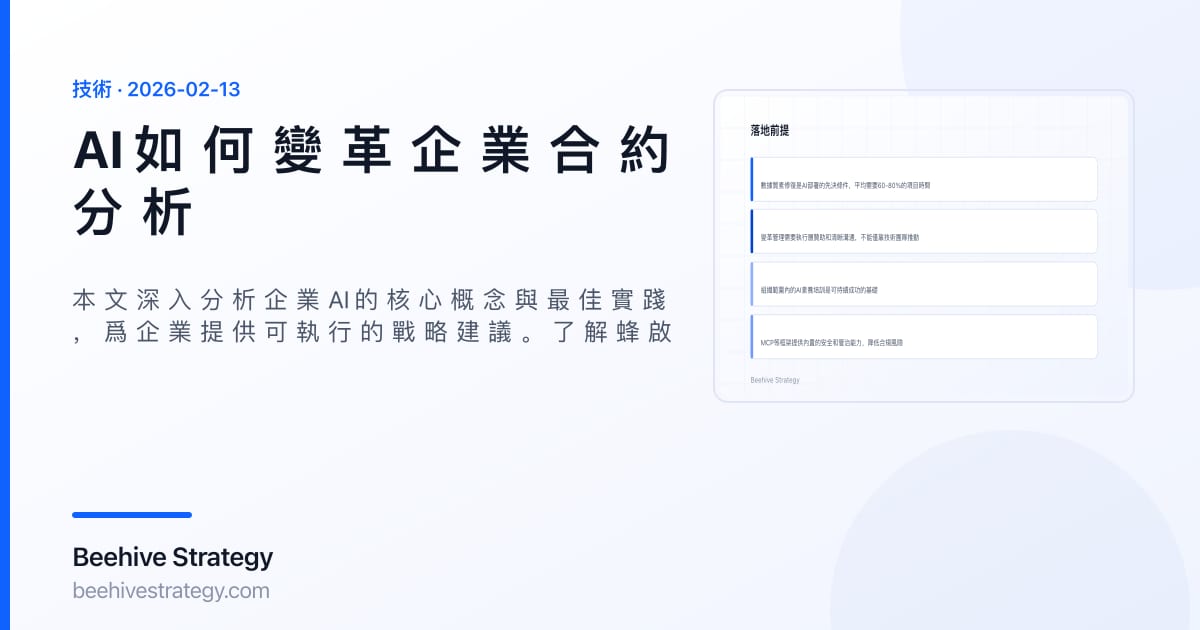 技術 · 2026-02-13
AI如何變革企業合約
分析
本文深入分析企業AI的核心概念與最佳實踐
，爲企業提供可執行的戰略建議。了解蜂啟
Beehive Strategy
beehivestrategy.com
落地前提
數據質素修復是AI部署的先決條件，平均需要60-80%的項目時間
變革管理需要執行層贊助和清晰溝通，不能僅靠技術團隊推動
組織範圍內的AI素養培訓是可持續成功的基礎
MCP等框架提供內置的安全和管治能力，降低合規風險
Beehive Strategy